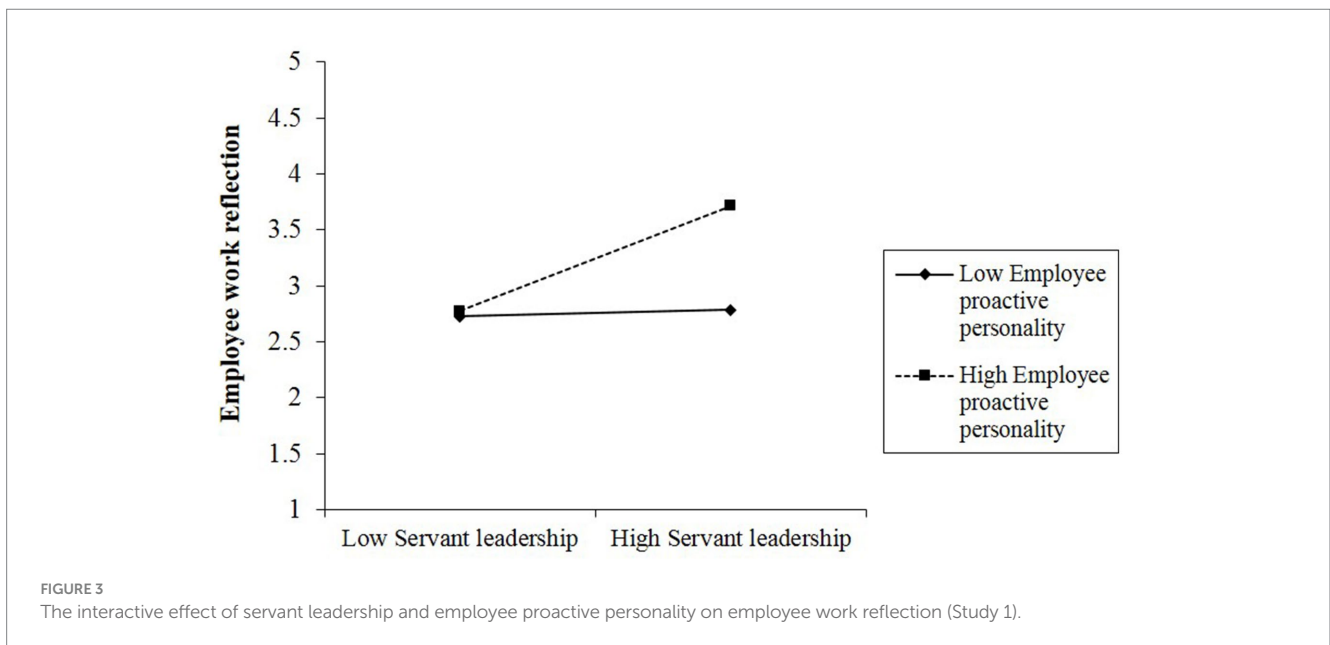 Employee work reflection
5
4.5
4
3.5
3
2.5
2
1.5
1
Low Servant leadership
High Servant leadership
Low Employee
proactive
personality
High Employee
proactive
personality
FIGURE 3
The interactive effect of servant leadership and employee proactive personality on employee work reflection (Study 1).